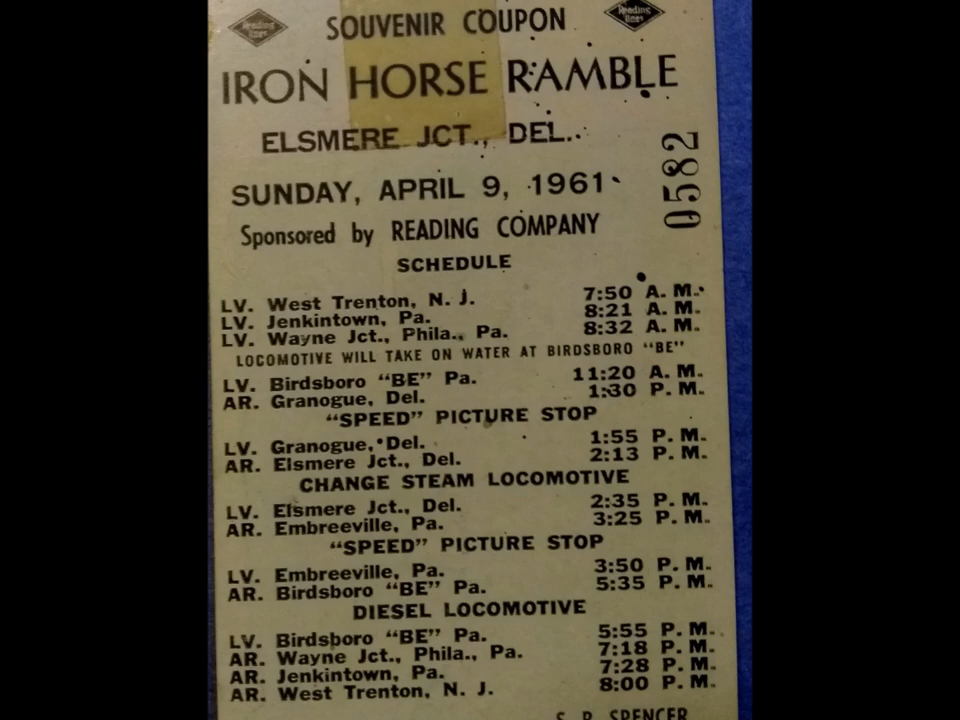 Reading Lines
Reading Lines
SOUVENIR COUPON
IRON HORSE RAMBLE
ELSMERE JCT., DEL.
0582
SUNDAY, APRIL 9, 1961
Sponsored by READING COMPANY
SCHEDULE
LV. West Trenton, N. J. 7:50 A. M.
LV. Jenkintown, Pa. 8:21 A. M.
LV. Wayne Jct., Phila., Pa. 8:32 A. M.
LOCOMOTIVE WILL TAKE ON WATER AT BIRDSBORO "BE"
LV. Birdsboro "BE" Pa. 11:20 A. M.
AR. Granogue, Del. 1:30 P. M.
"SPEED" PICTURE STOP
LV. Granogue, Del. 1:55 P. M.
AR. Elsmere Jct., Del. 2:13 P. M.
CHANGE STEAM LOCOMOTIVE
LV. Elsmere Jct., Del. 2:35 P. M.
AR. Embreeville, Pa. 3:25 P. M.
"SPEED" PICTURE STOP
LV. Embreeville, Pa. 3:50 P. M.
AR. Birdsboro "BE" Pa. 5:35 P. M.
DIESEL LOCOMOTIVE
LV. Birdsboro "BE" Pa. 5:55 P. M.
AR. Wayne Jct., Phila., Pa. 7:18 P. M.
AR. Jenkintown, Pa. 7:28 P. M.
AR. West Trenton, N. J. 8:00 P. M.
SPENCER